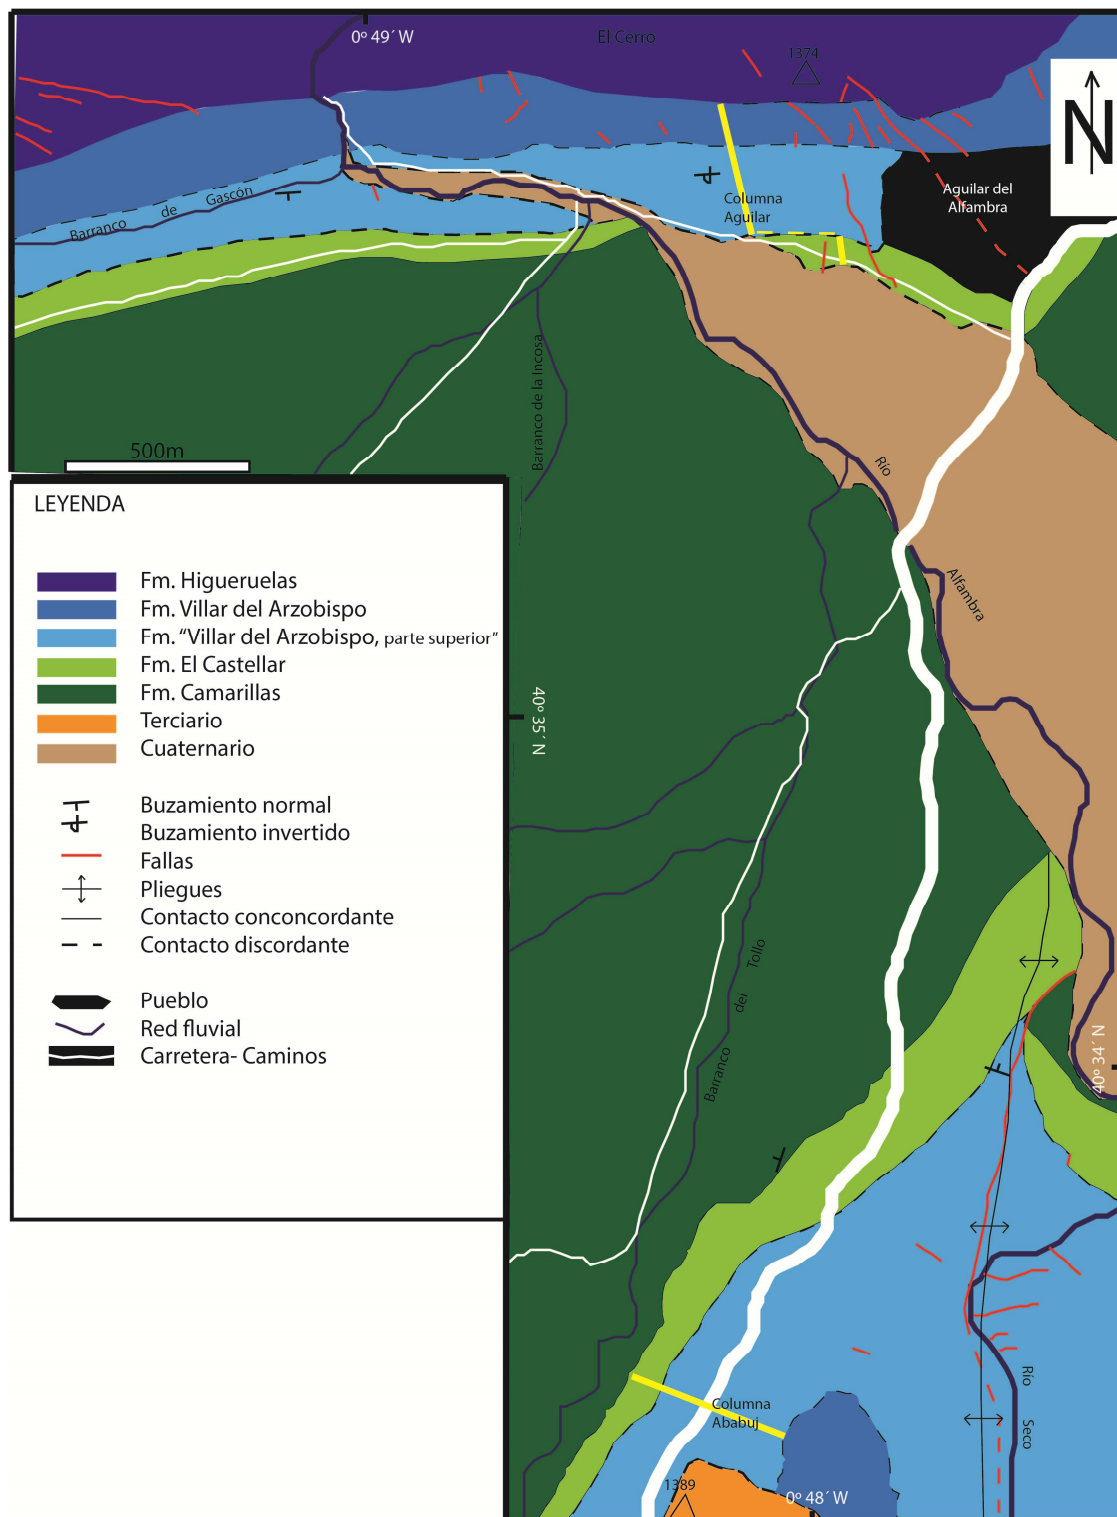 0º 49´ W
El Cerro
1374
N
Aguilar del
Alfambra
Columna
Aguilar
Barranco de Gascón
Barranco de la Incosa
500m
Río
Alfambra
LEYENDA
Fm. Higueruelas
Fm. Villar del Arzobispo
Fm. “Villar del Arzobispo, parte superior”
Fm. El Castellar
Fm. Camarillas
Terciario
Cuaternario
Buzamiento normal
Buzamiento invertido
Fallas
Pliegues
Contacto conconcordante
Contacto discordante
Pueblo
Red fluvial
Carretera- Caminos
40º 35´ N
Barranco del Tollo
40º 34´ N
Columna
Ababuj
Río
Seco
1389
0º 48´ W